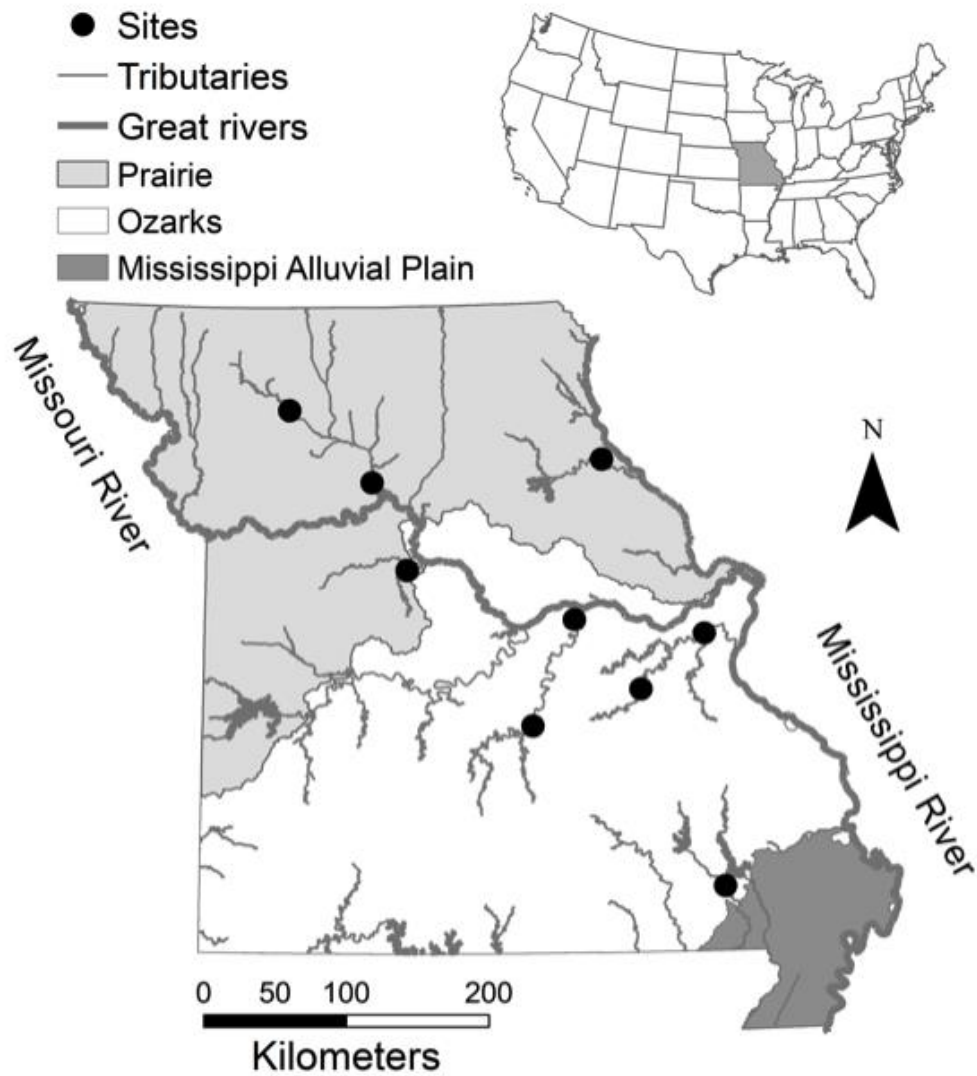 Sites
Tributaries
Great rivers
Prairie
Ozarks
Mississippi Alluvial Plain
Missouri River
N
Mississippi River
0 50 100 200
Kilometers